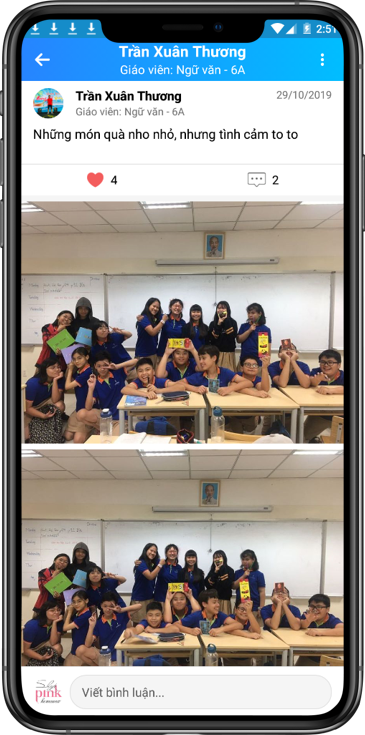 2:51
Trần Xuân Thương
Giáo viên: Ngữ văn - 6A
Trần Xuân Thương
29/10/2019
Giáo viên: Ngữ văn - 6A
Những món quà nho nhỏ, nhưng tình cảm to to
4
2
pink
Viết bình luận...